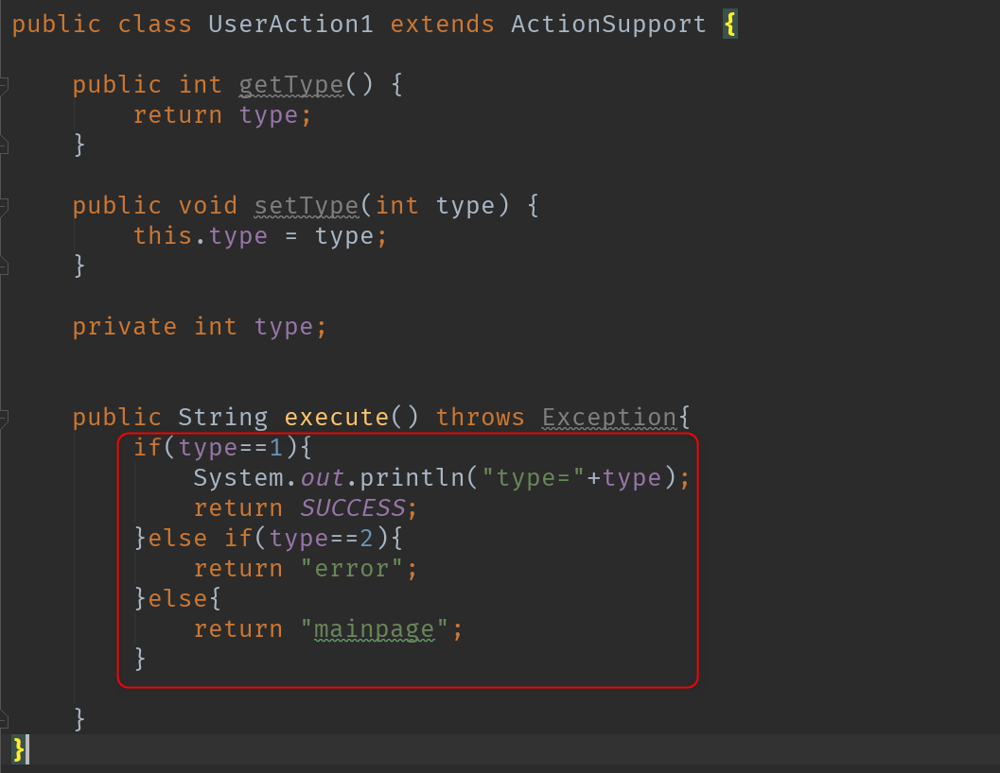 public class UserAction1 extends ActionSupport {
public int getType() {
return type;
}
public void setType(int type) {
this.type = type;
}
private int type;
public String execute() throws Exception{
if(type==1){
System.out.println("type="+type);
return SUCCESS;
}else if(type==2){
return "error";
}else{
return "mainpage";
}
}
}